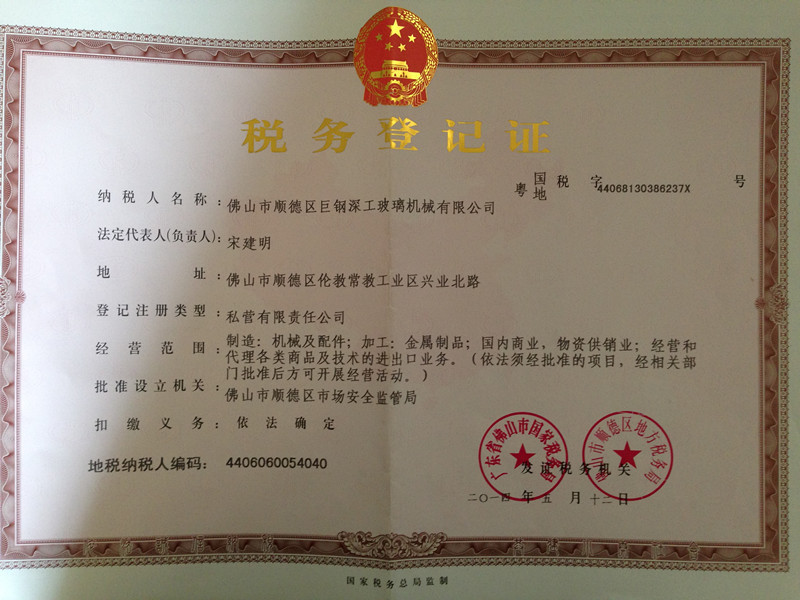 税务登记证
粤 国 地 税 字 44068130386237X 号
纳税人名称：佛山市顺德区巨钢深工玻璃机械有限公司
法定代表人(负责人)：宋建明
地 址：佛山市顺德区伦教常教工业区兴业北路
登记注册类型：私营有限责任公司
经营范围：制造：机械及配件；加工：金属制品；国内商业，物资供销业；经营和
代理各类商品及技术的进出口业务。（依法须经批准的项目，经相关部
门批准后方可开展经营活动。）
批准设立机关：佛山市顺德区市场安全监管局
扣缴义务：依法确定
地税纳税人编码：4406060054040
广东省佛山市国家税务局
佛山市顺德区地方税务局
发证税务机关
二〇一四 年 五 月 十二 日
国家税务总局监制